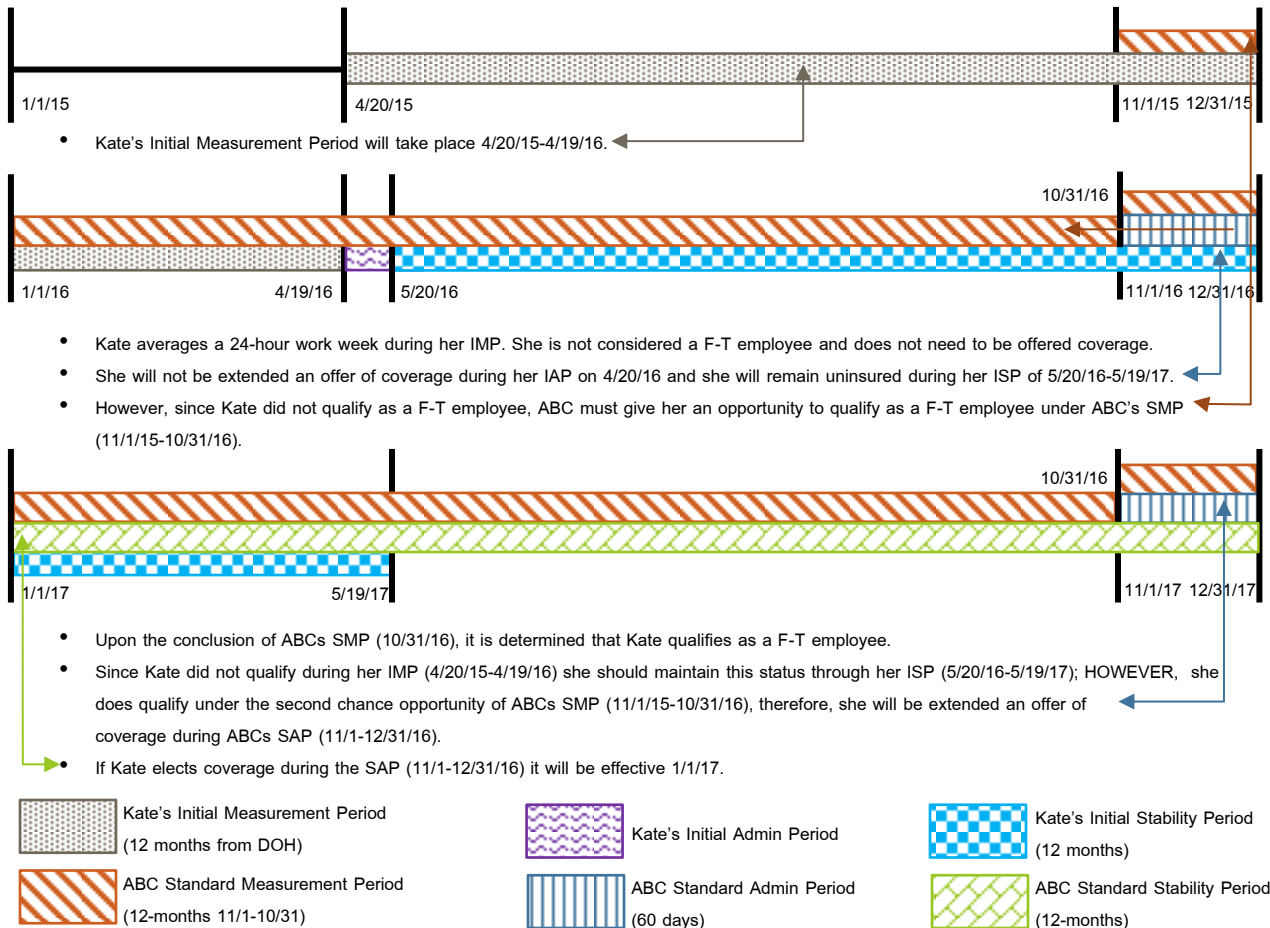 1/1/15
4/20/15
11/1/15 12/31/15
• Kate's Initial Measurement Period will take place 4/20/15-4/19/16.
10/31/16
1/1/16
4/19/16
5/20/16
11/1/16 12/31/16
• Kate averages a 24-hour work week during her IMP. She is not considered a F-T employee and does not need to be offered coverage.
• She will not be extended an offer of coverage during her IAP on 4/20/16 and she will remain uninsured during her ISP of 5/20/16-5/19/17.
• However, since Kate did not qualify as a F-T employee, ABC must give her an opportunity to qualify as a F-T employee under ABC's SMP
(11/1/15-10/31/16).
10/31/16
1/1/17
5/19/17
11/1/17 12/31/17
• Upon the conclusion of ABCs SMP (10/31/16), it is determined that Kate qualifies as a F-T employee.
• Since Kate did not qualify during her IMP (4/20/15-4/19/16) she should maintain this status through her ISP (5/20/16-5/19/17); HOWEVER, she
does qualify under the second chance opportunity of ABCs SMP (11/1/15-10/31/16), therefore, she will be extended an offer of
coverage during ABCs SAP (11/1-12/31/16).
• If Kate elects coverage during the SAP (11/1-12/31/16) it will be effective 1/1/17.
Kate's Initial Measurement Period
(12 months from DOH)
Kate's Initial Admin Period
Kate's Initial Stability Period
(12 months)
ABC Standard Measurement Period
(12-months 11/1-10/31)
ABC Standard Admin Period
(60 days)
ABC Standard Stability Period
(12-months)